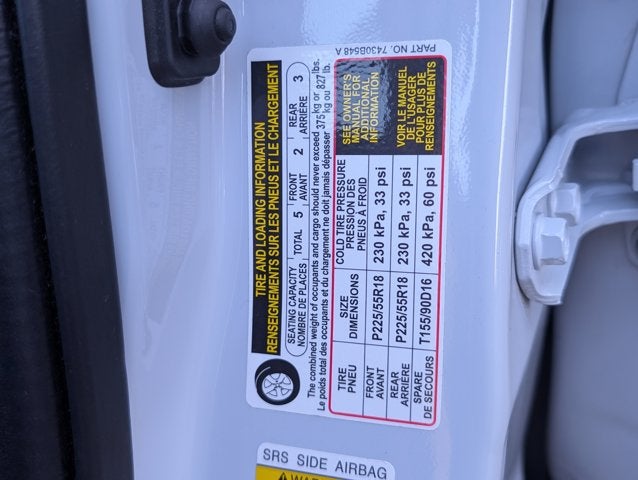 TIRE AND LOADING INFORMATION
RENSEIGNEMENTS SUR LES PNEUS ET LE CHARGEMENT
SEATING CAPACITY TOTAL 5 FRONT 2 REAR 3
NOMBRE DE PLACES AVANT ARRIÈRE
The combined weight of occupants and cargo should never exceed 375 kg or 827 lbs.
Le poids total des occupants et du chargement ne doit jamais dépasser kg ou lb.
TIRE SIZE COLD TIRE PRESSURE
PNEU DIMENSIONS PRESSION DES
PNEUS À FROID
FRONT P225/55R18 230 kPa, 33 psi
AVANT
REAR P225/55R18 230 kPa, 33 psi
ARRIÈRE
SPARE T155/90D16 420 kPa, 60 psi
DE SECOURS
SEE OWNER'S
MANUAL FOR
ADDITIONAL
INFORMATION
VOIR LE MANUEL
DE L'USAGER
POUR PLUS DE
RENSEIGNEMENTS
PART NO. 7430B548 A
SRS SIDE AIRBAG